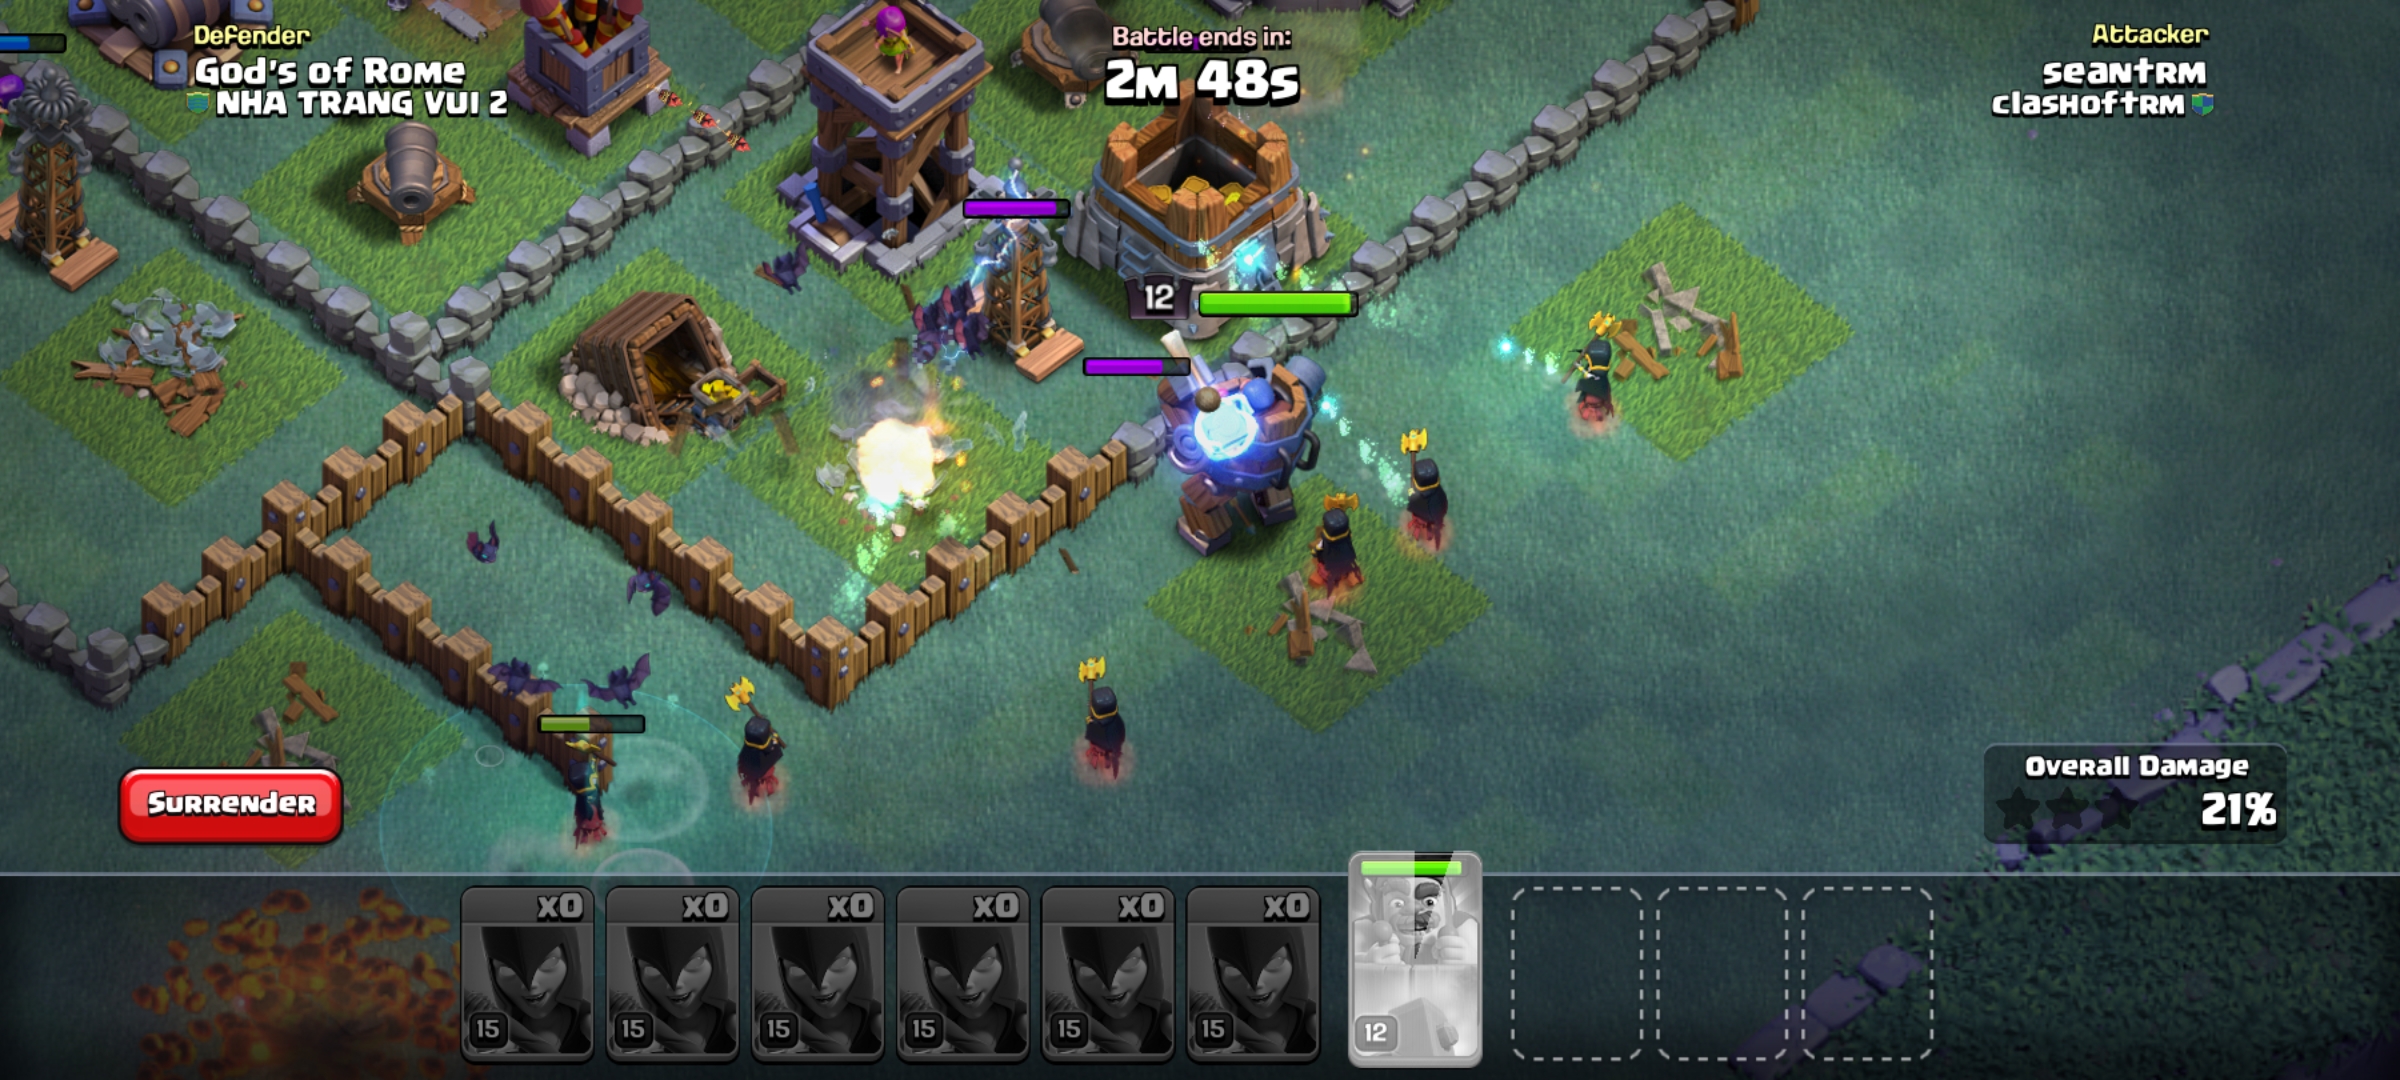 Defender
God's of Rome
NHA TRANG VUI 2
Battle ends in:
2M 48s
Attacker
seantRM
clashoftRM
12
Surrender
Overall Damage
21%
x0 x0 x0 x0 x0 x0
15 15 15 15 15 15 12